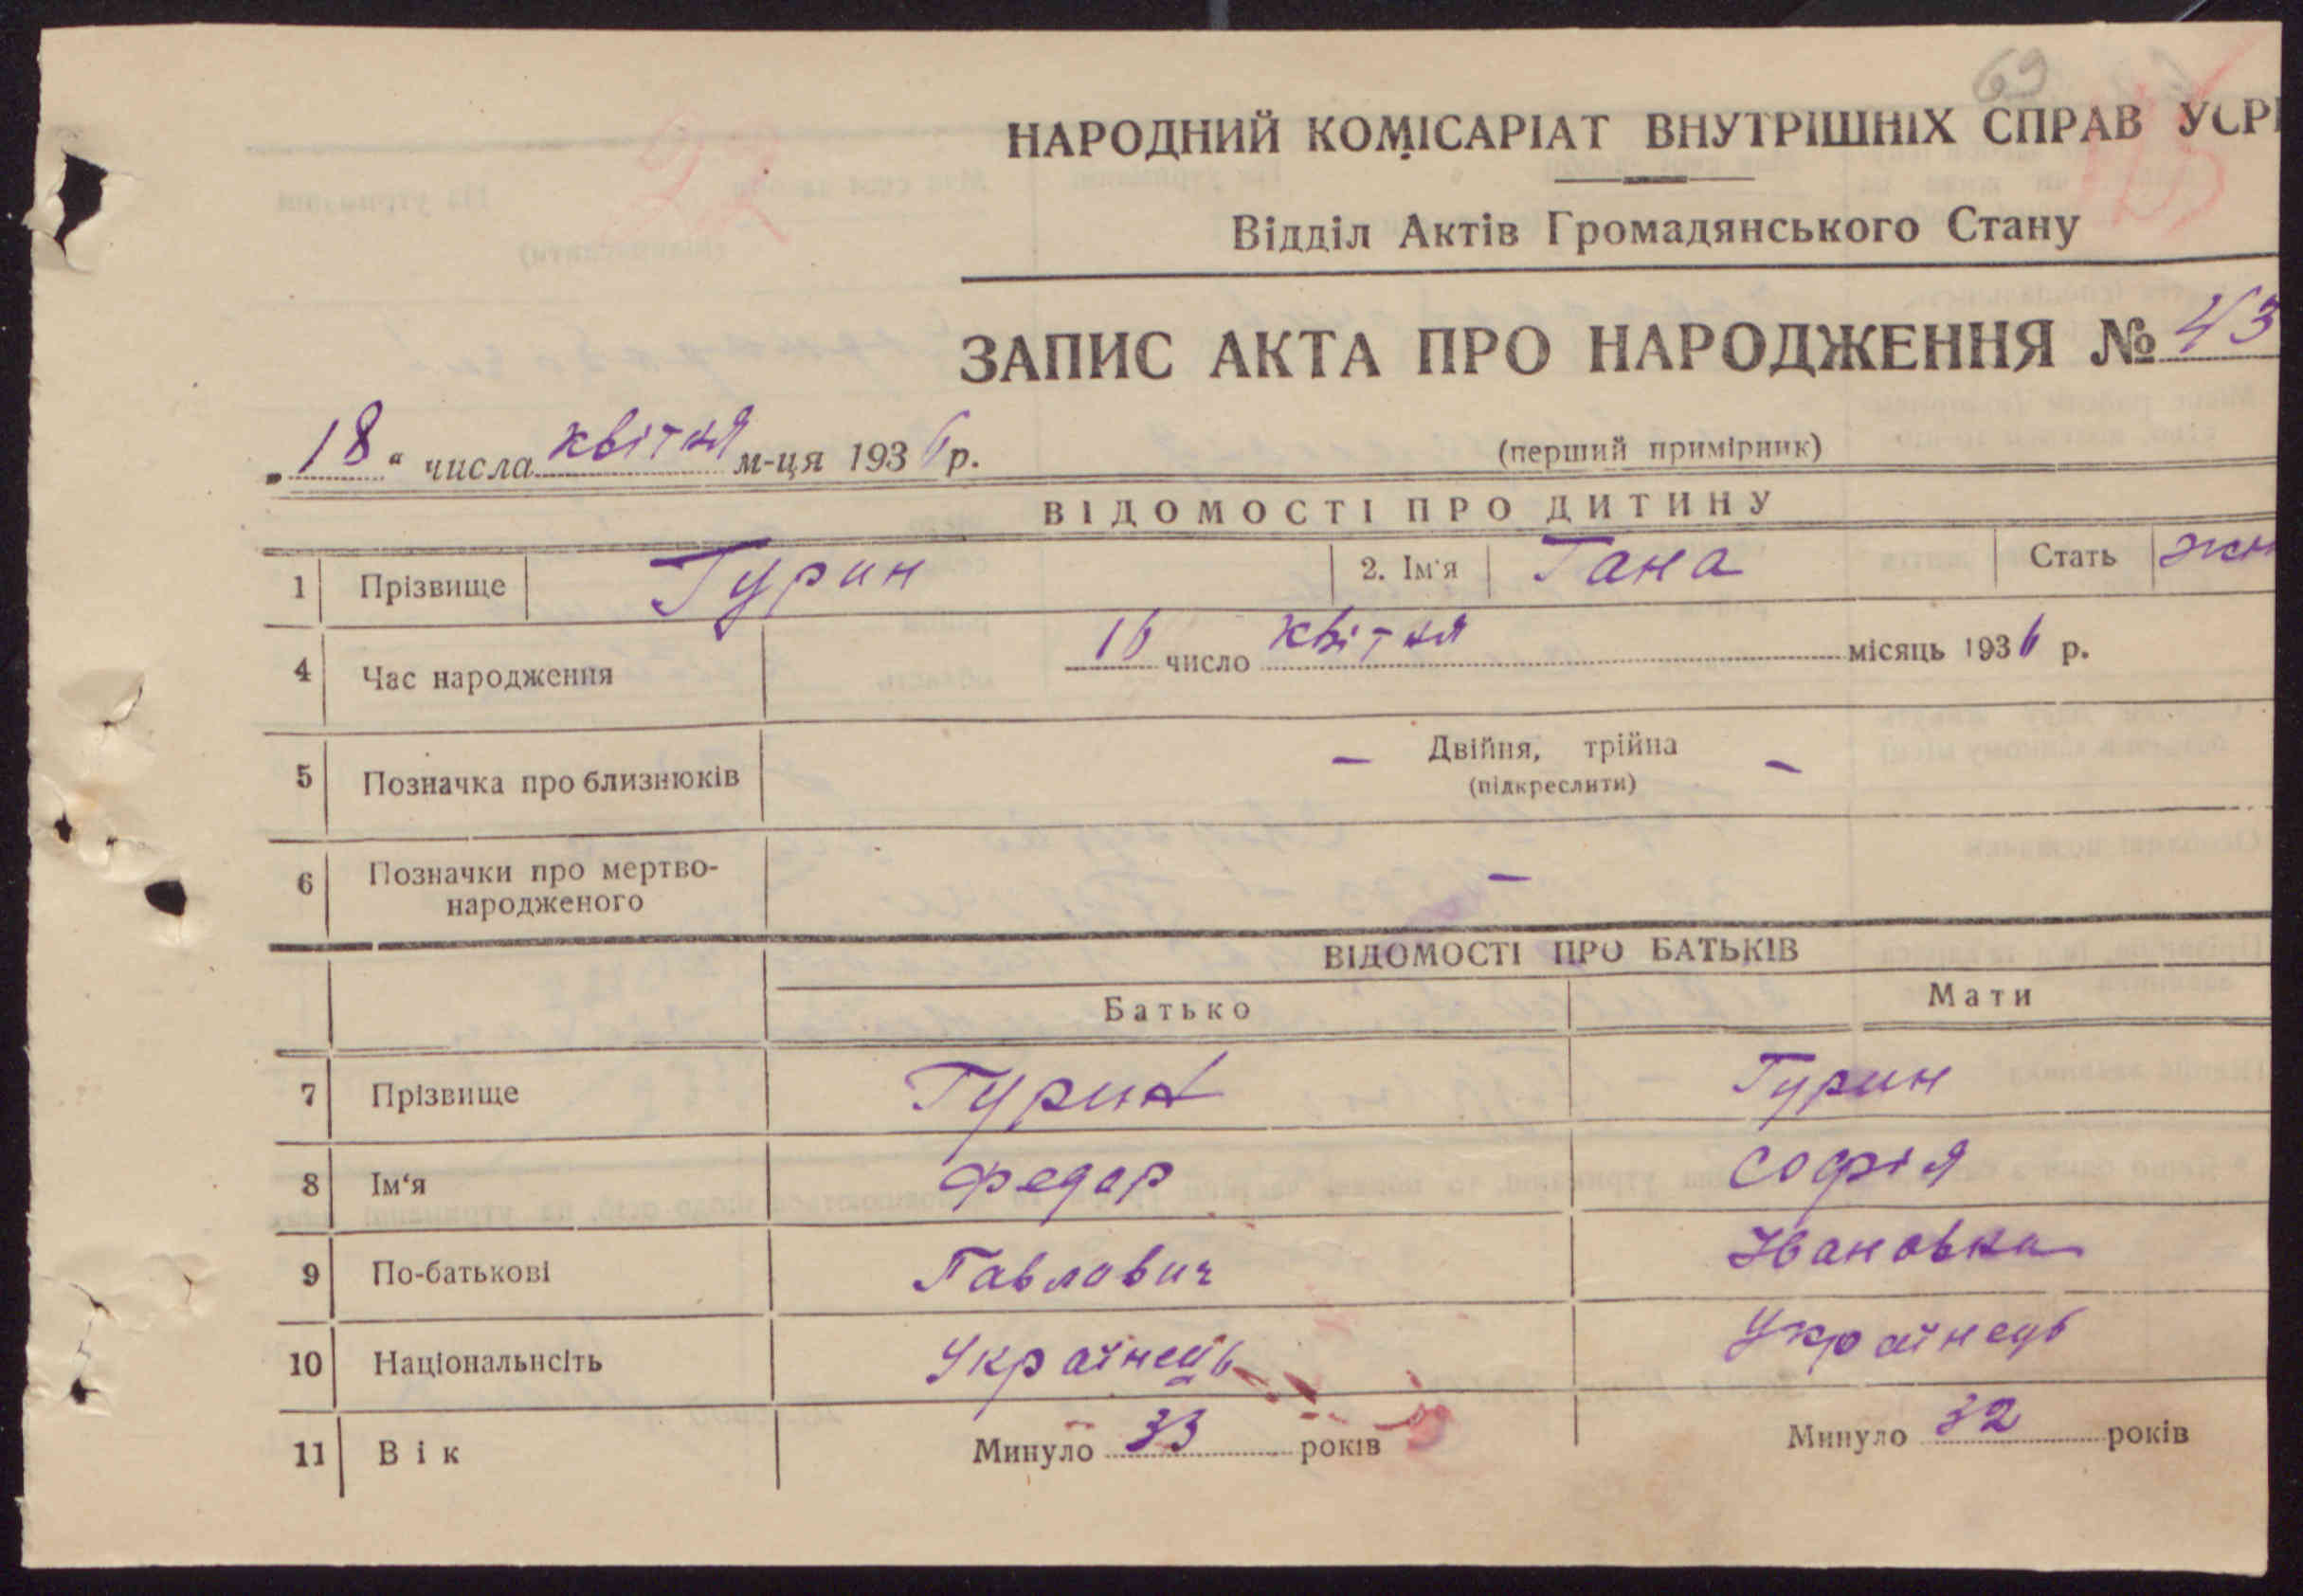 69
НАРОДНИЙ КОМІСАРІАТ ВНУТРІШНІХ СПРАВ УСР
Відділ Актів Громадянського Стану
ЗАПИС АКТА ПРО НАРОДЖЕННЯ № 43
„18“ числа квітня м-ця 1936 р.
(перший примірник)
ВІДОМОСТІ ПРО ДИТИНУ
1 Прізвище Гурин 2. Ім'я Гана Стать
4 Час народження 16 число квітня місяць 1936 р.
5 Позначка про близнюків – Двійня, трійна –
(підкреслити)
6 Позначки про мертво-
народженого –
ВІДОМОСТІ ПРО БАТЬКІВ
Батько Мати
7 Прізвище Гурин Гурин
8 Ім'я Федар Софія
9 По-батькові Павлович Івановна
10 Національнсіть Українець Українець
11 Вік Минуло 33 років Минуло 32 років